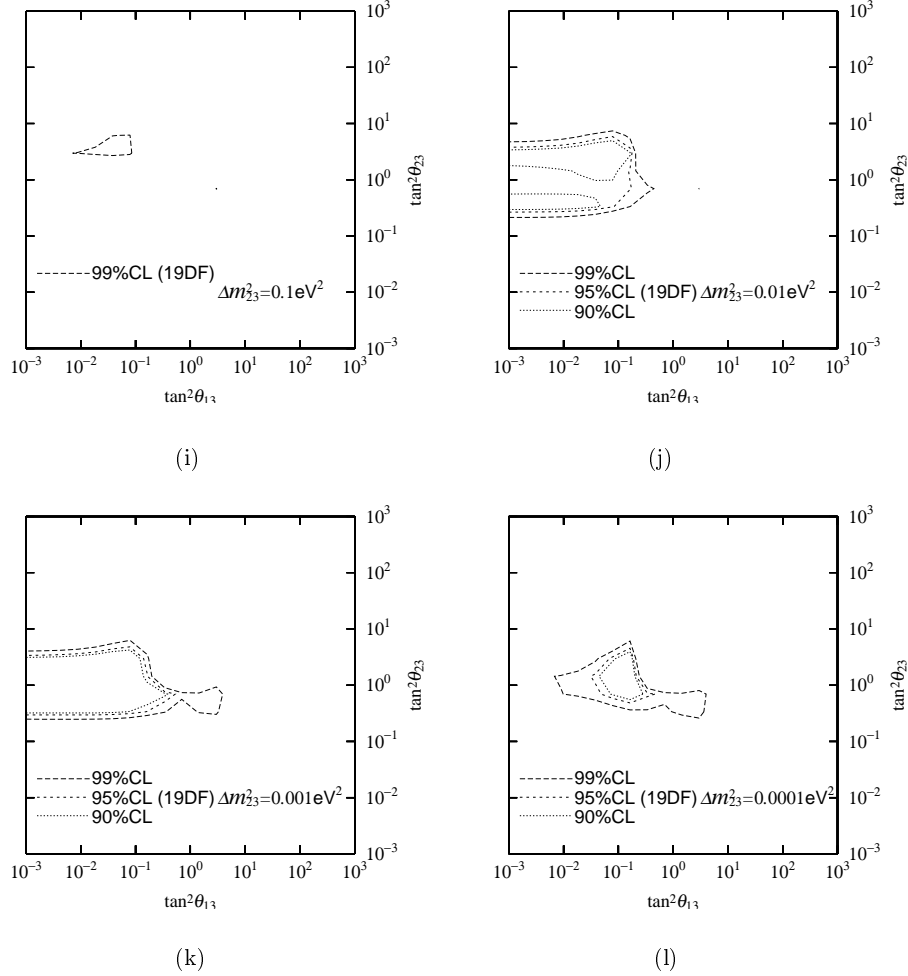 10³
10²
10¹
10⁰
10⁻¹
10⁻²
10⁻³
tan²θ₂₃
99%CL (19DF)
Δm²₂₃=0.1eV²
10⁻³ 10⁻² 10⁻¹ 10⁰ 10¹ 10² 10³
tan²θ₁₃
(i)
10³
10²
10¹
10⁰
10⁻¹
10⁻²
10⁻³
tan²θ₂₃
99%CL
95%CL (19DF) Δm²₂₃=0.01eV²
90%CL
10⁻³ 10⁻² 10⁻¹ 10⁰ 10¹ 10² 10³
tan²θ₁₃
(j)
10³
10²
10¹
10⁰
10⁻¹
10⁻²
10⁻³
tan²θ₂₃
99%CL
95%CL (19DF) Δm²₂₃=0.001eV²
90%CL
10⁻³ 10⁻² 10⁻¹ 10⁰ 10¹ 10² 10³
tan²θ₁₃
(k)
10³
10²
10¹
10⁰
10⁻¹
10⁻²
10⁻³
tan²θ₂₃
99%CL
95%CL (19DF) Δm²₂₃=0.0001eV²
90%CL
10⁻³ 10⁻² 10⁻¹ 10⁰ 10¹ 10² 10³
tan²θ₁₃
(l)